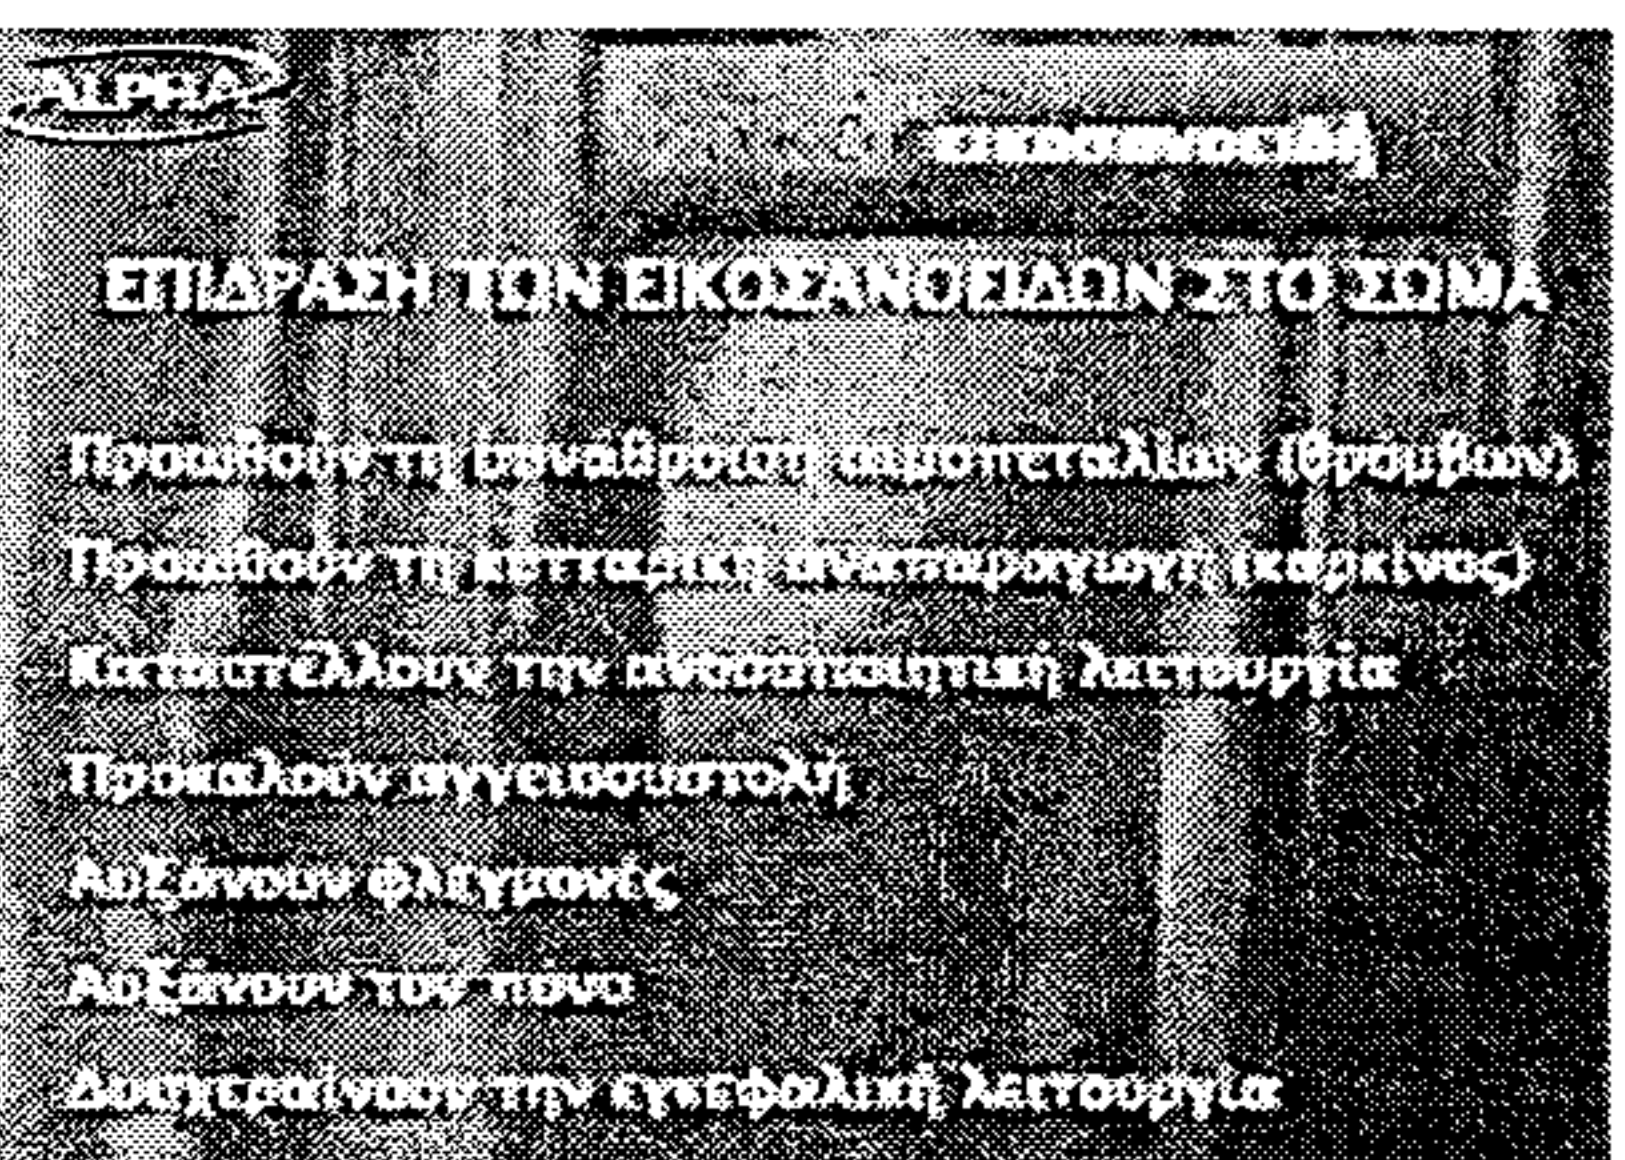 ALPHA
εικοσανοειδή
ΕΠΙΔΡΑΣΗ ΤΩΝ ΕΙΚΟΣΑΝΟΕΙΔΩΝ ΣΤΟ ΣΩΜΑ
Προωθούν τη συνάθροιση αιμοπεταλίων (θρόμβων)
Προωθούν τη κυτταρική αναπαραγωγή (καρκίνος)
Καταστέλλουν την ανοσοποιητική λειτουργία
Προκαλούν αγγειοσυστολή
Αυξάνουν φλεγμονές
Αυξάνουν τον πόνο
Δυσχεραίνουν την εγκεφαλική λειτουργία